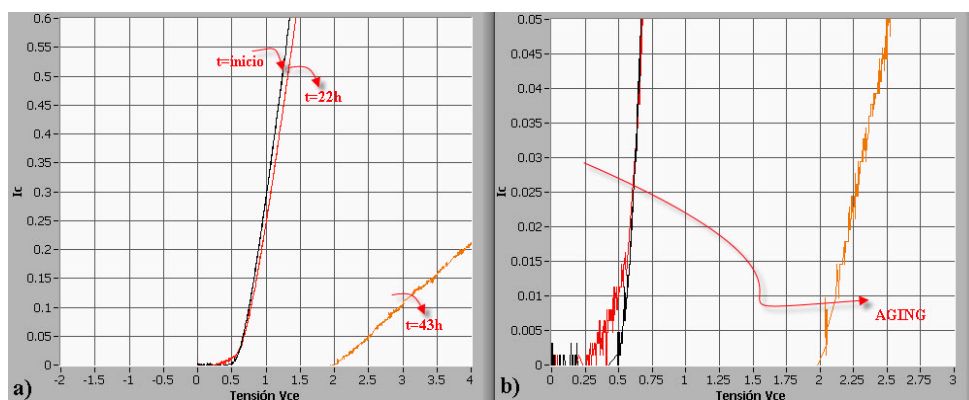 0.6
0.55
0.5
0.45
0.4
0.35
0.3
0.25
0.2
0.15
0.1
0.05
0
Ic
t=inicio
t=22h
t=43h
-2 -1.5 -1 -0.5 0 0.5 1 1.5 2 2.5 3 3.5 4
Tensión Vce
a)
0.05
0.045
0.04
0.035
0.03
0.025
0.02
0.015
0.01
0.005
0
Ic
AGING
0 0.25 0.5 0.75 1 1.25 1.5 1.75 2 2.25 2.5 2.75 3
Tensión Vce
b)